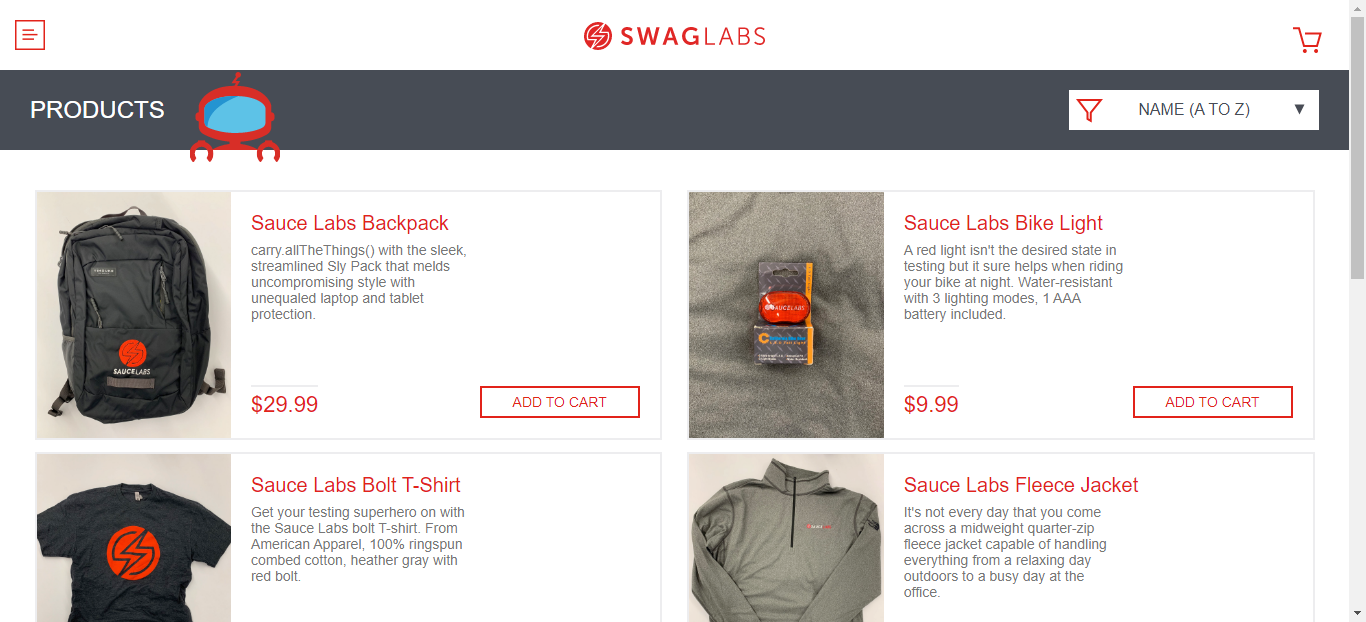 SWAGLABS
PRODUCTS
NAME (A TO Z)
Sauce Labs Backpack
carry.allTheThings() with the sleek,
streamlined Sly Pack that melds
uncompromising style with
unequaled laptop and tablet
protection.
$29.99
ADD TO CART
SAUCELABS
Sauce Labs Bike Light
A red light isn't the desired state in
testing but it sure helps when riding
your bike at night. Water-resistant
with 3 lighting modes, 1 AAA
battery included.
$9.99
ADD TO CART
SAUCELABS
Sauce Labs Bolt T-Shirt
Get your testing superhero on with
the Sauce Labs bolt T-shirt. From
American Apparel, 100% ringspun
combed cotton, heather gray with
red bolt.
Sauce Labs Fleece Jacket
It's not every day that you come
across a midweight quarter-zip
fleece jacket capable of handling
everything from a relaxing day
outdoors to a busy day at the
office.